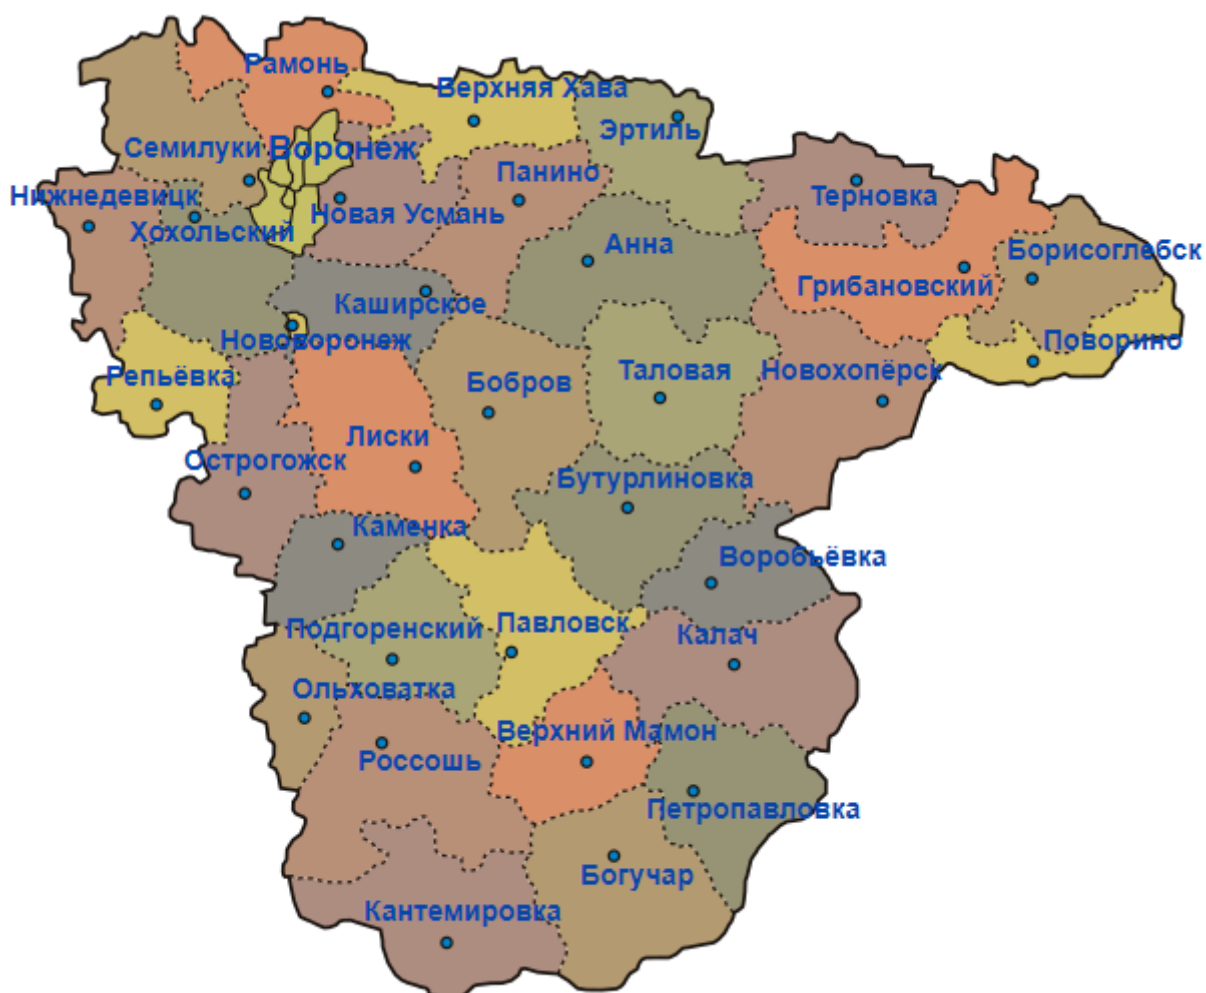 Рамонь
Верхняя Хава
Эртиль
Семилуки
Воронеж
Панино
Нижнедевицк
Терновка
Новая Усмань
Хохольский
Анна
Борисоглебск
Грибановский
Каширское
Нововоронеж
Поворино
Репьёвка
Таловая
Новохопёрск
Бобров
Лиски
Острогожск
Бутурлиновка
Каменка
Воробьёвка
Подгоренский
Павловск
Калач
Ольховатка
Верхний Мамон
Россошь
Петропавловка
Богучар
Кантемировка